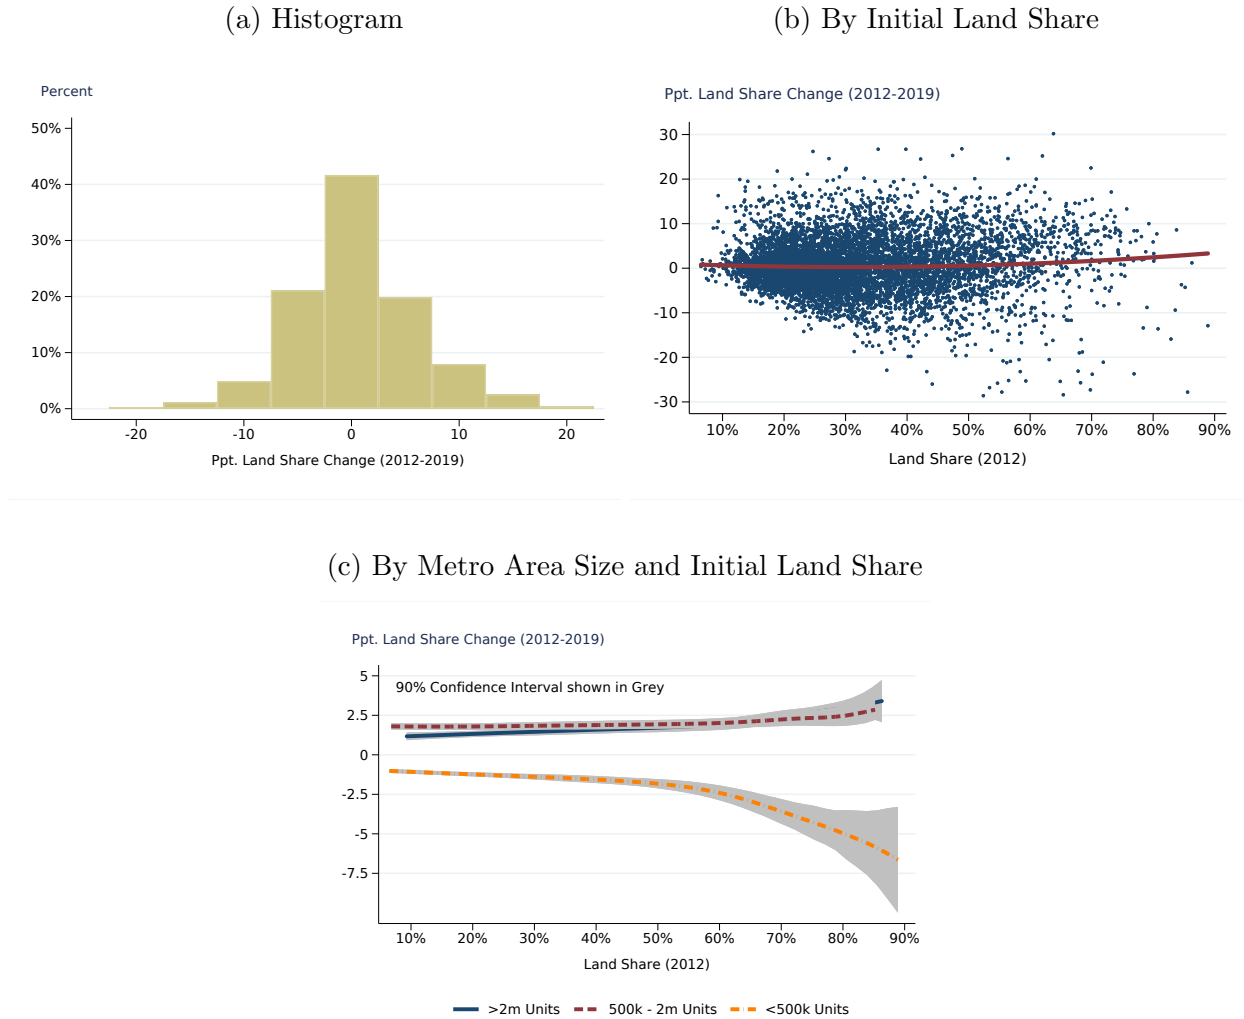 (a) Histogram
Percent
50%
40%
30%
20%
10%
0%
-20 -10 0 10 20
Ppt. Land Share Change (2012-2019)
(b) By Initial Land Share
Ppt. Land Share Change (2012-2019)
30
20
10
0
-10
-20
-30
10% 20% 30% 40% 50% 60% 70% 80% 90%
Land Share (2012)
(c) By Metro Area Size and Initial Land Share
Ppt. Land Share Change (2012-2019)
90% Confidence Interval shown in Grey
5
2.5
0
-2.5
-5
-7.5
10% 20% 30% 40% 50% 60% 70% 80% 90%
Land Share (2012)
>2m Units 500k - 2m Units <500k Units